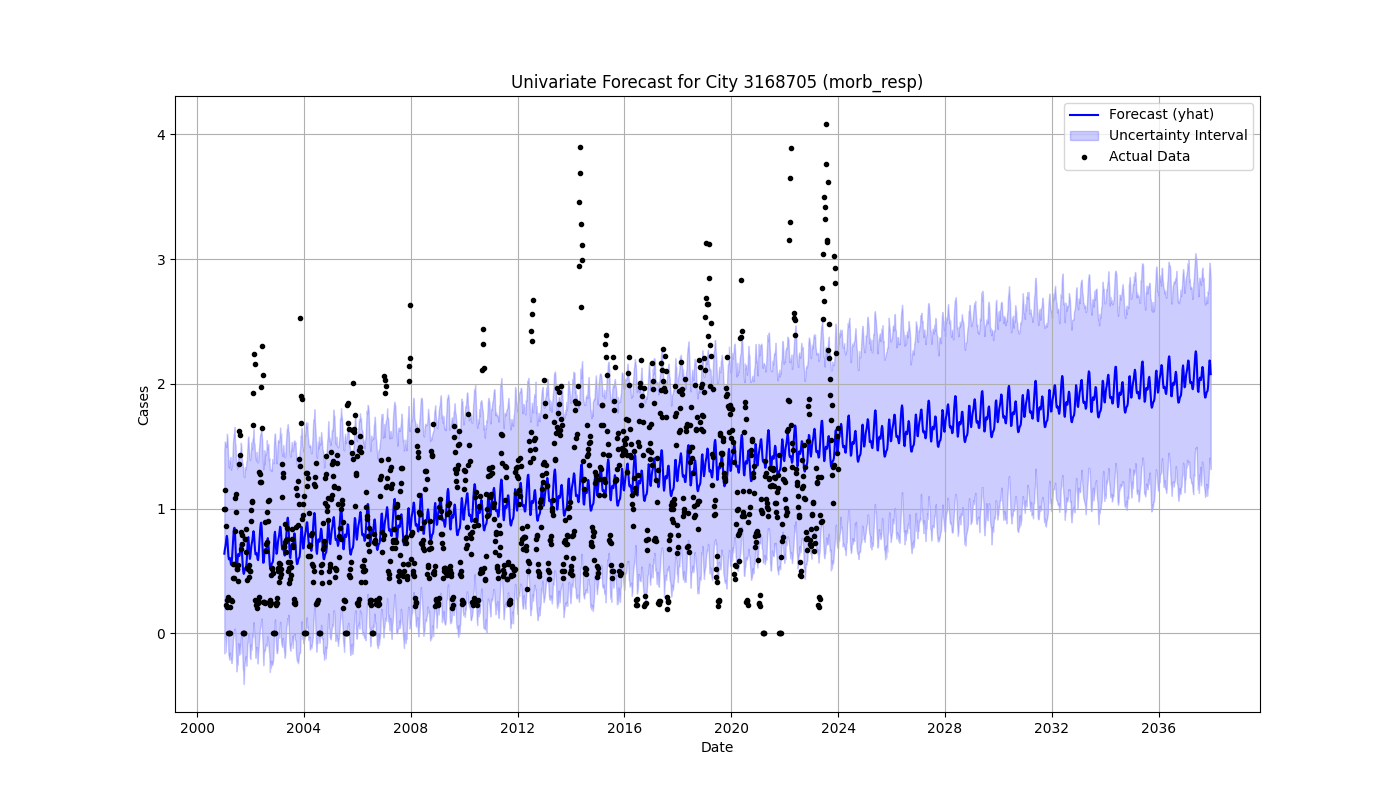 Univariate Forecast for City 3168705 (morb_resp)
Forecast (yhat)
Uncertainty Interval
Actual Data
Cases
4
3
2
1
0
2000 2004 2008 2012 2016 2020 2024 2028 2032 2036
Date